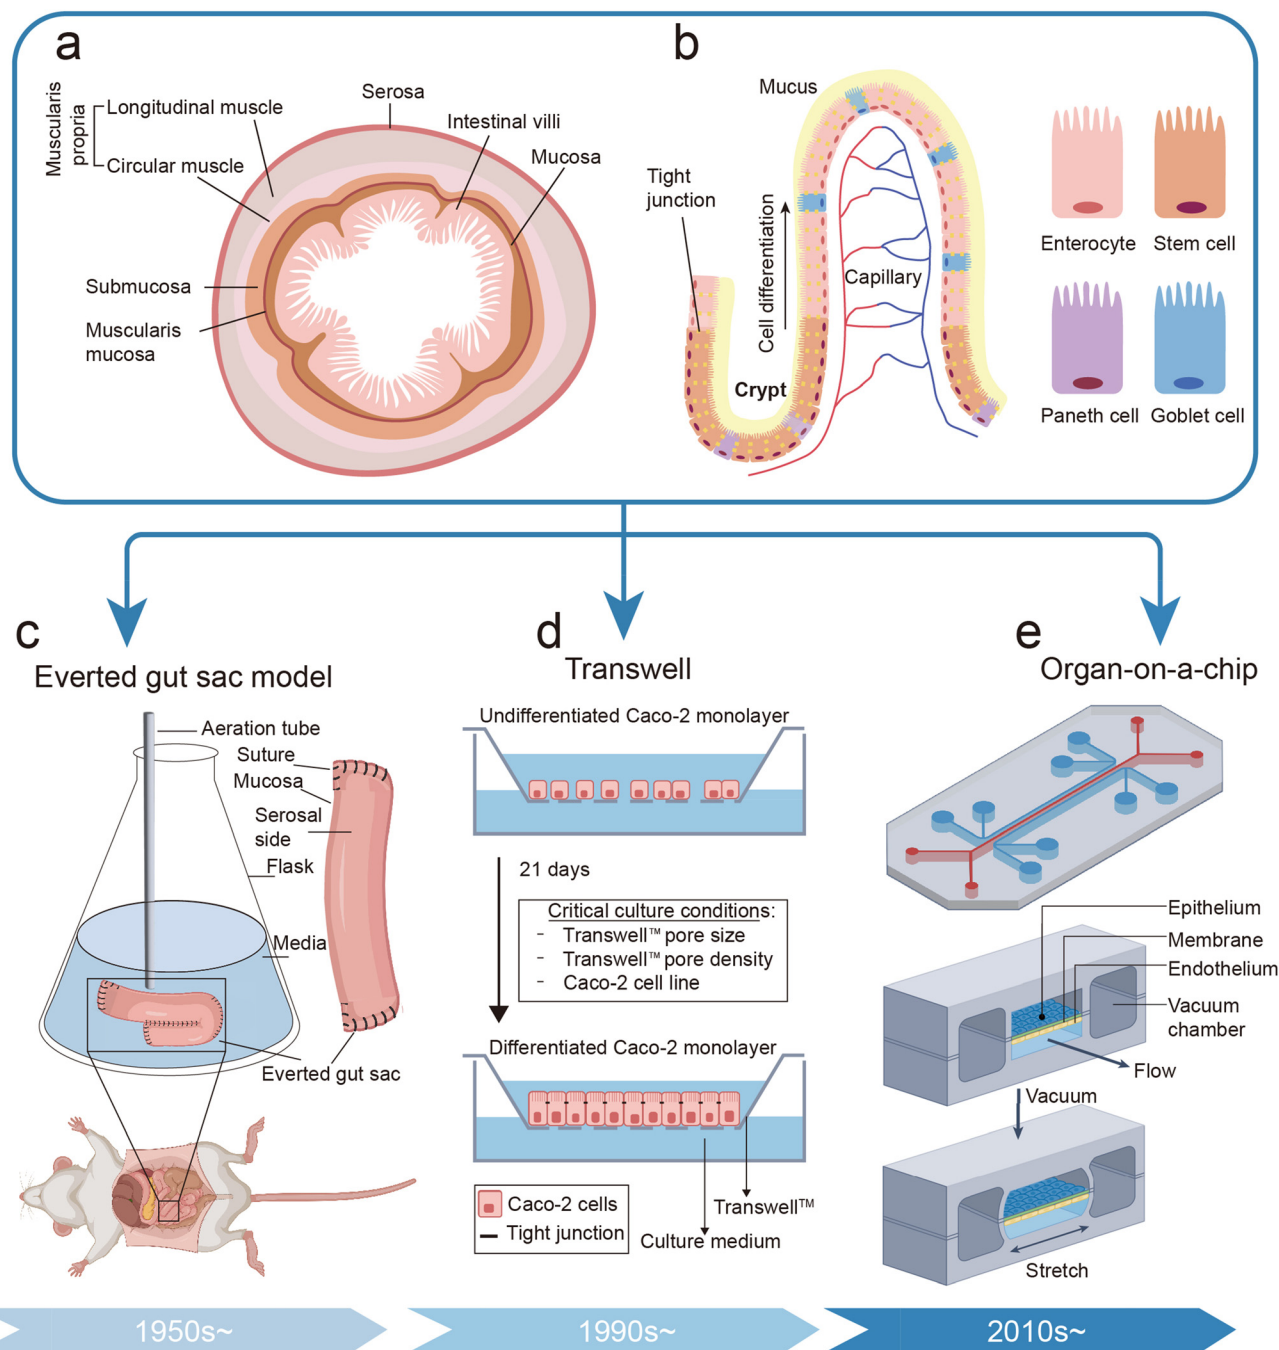 a
Muscularis
propria
Longitudinal muscle
Circular muscle
Serosa
Intestinal villi
Mucosa
Submucosa
Muscularis
mucosa
b
Mucus
Tight
junction
Cell differentiation
Capillary
Crypt
Enterocyte
Stem cell
Paneth cell
Goblet cell
c
Everted gut sac model
Aeration tube
Suture
Mucosa
Serosal
side
Flask
Media
Everted gut sac
d
Transwell
Undifferentiated Caco-2 monolayer
21 days
Critical culture conditions:
- Transwell™ pore size
- Transwell™ pore density
- Caco-2 cell line
Differentiated Caco-2 monolayer
Transwell™
Culture medium
Caco-2 cells
Tight junction
e
Organ-on-a-chip
Epithelium
Membrane
Endothelium
Vacuum
chamber
Flow
Vacuum
Stretch
1950s~
1990s~
2010s~